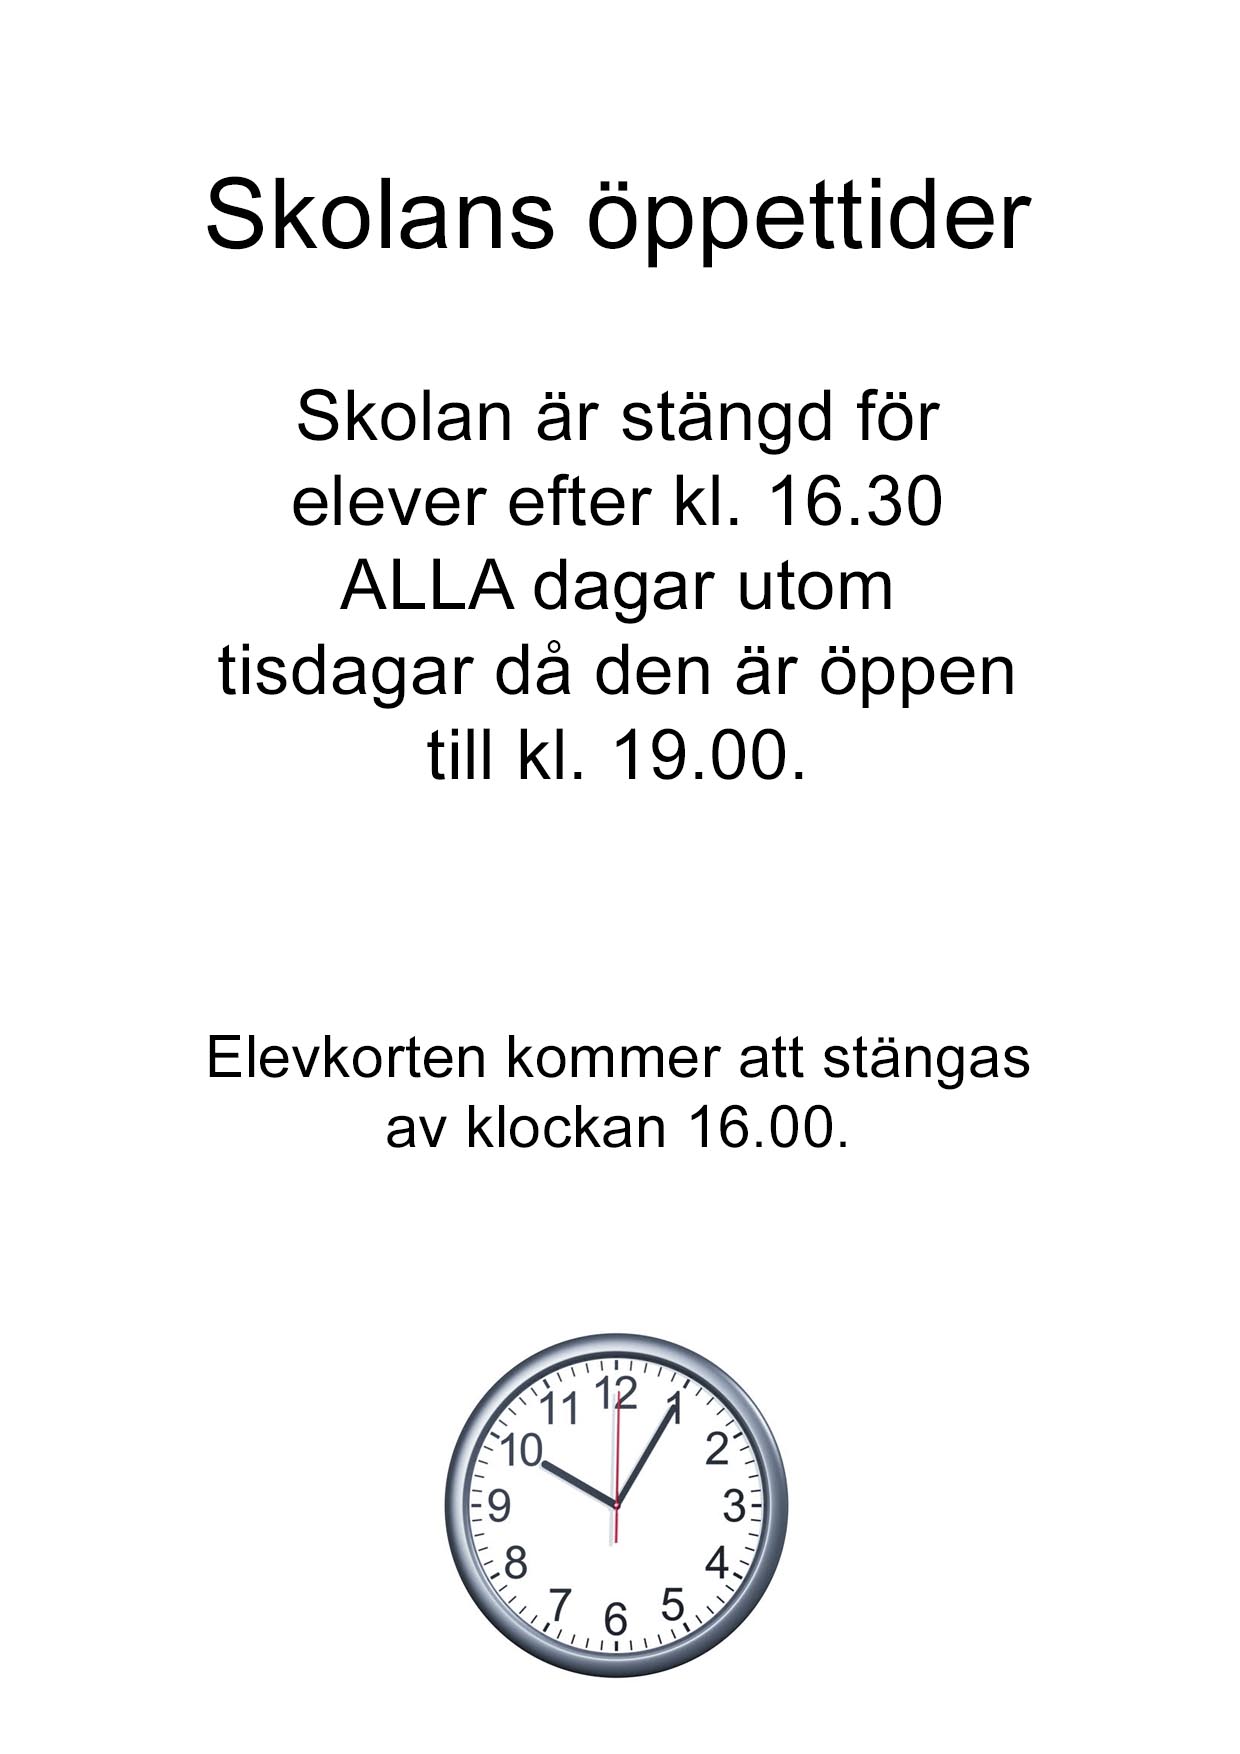 Skolans öppettider
Skolan är stängd för
elever efter kl. 16.30
ALLA dagar utom
tisdagar då den är öppen
till kl. 19.00.
Elevkorten kommer att stängas
av klockan 16.00.
12
11
1
10
2
9
3
8
4
7
5
6